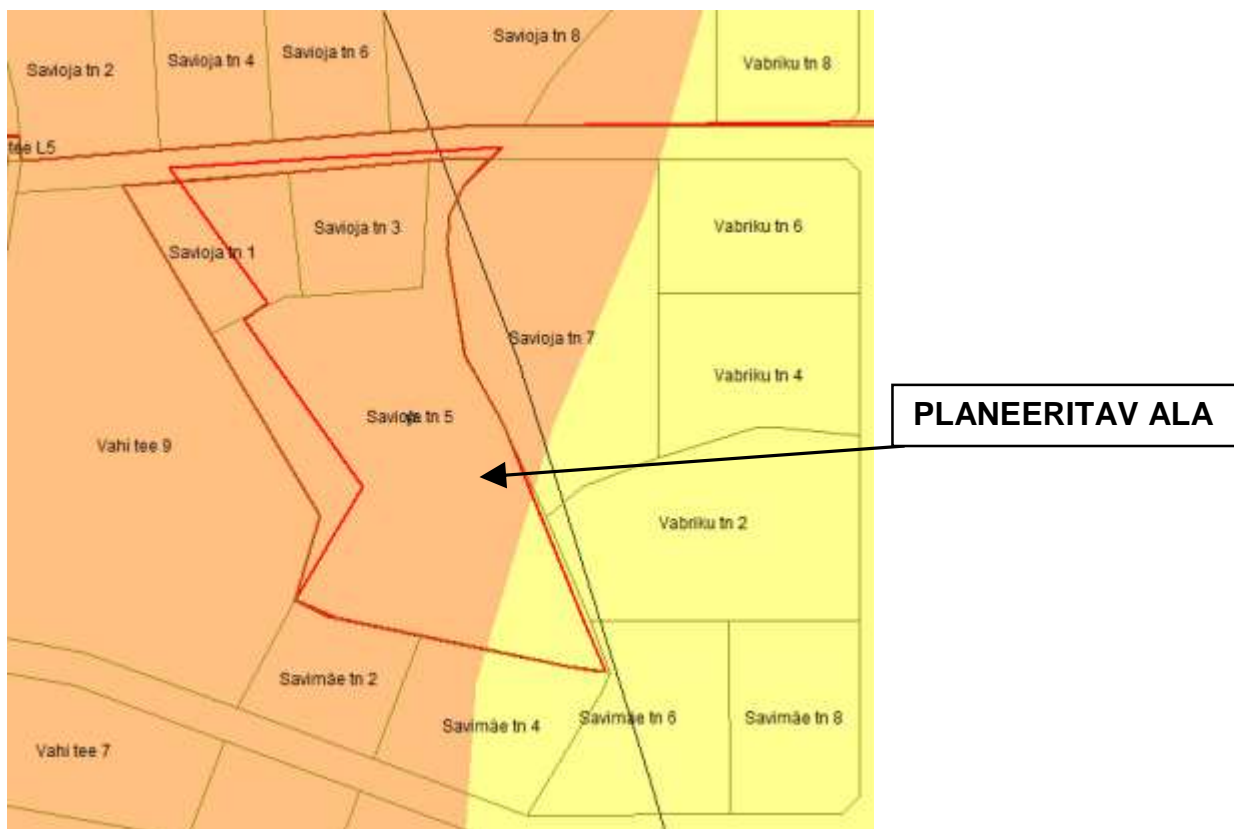 Savioja tn 2
Savioja tn 4
Savioja tn 6
Savioja tn 8
Vabriku tn 8
tee L5
Savioja tn 1
Savioja tn 3
Vabriku tn 6
Savioja tn 7
Vabriku tn 4
Savioja tn 5
PLANEERITAV ALA
Vahi tee 9
Vabriku tn 2
Savimäe tn 2
Savimäe tn 4
Savimäe tn 6
Savimäe tn 8
Vahi tee 7